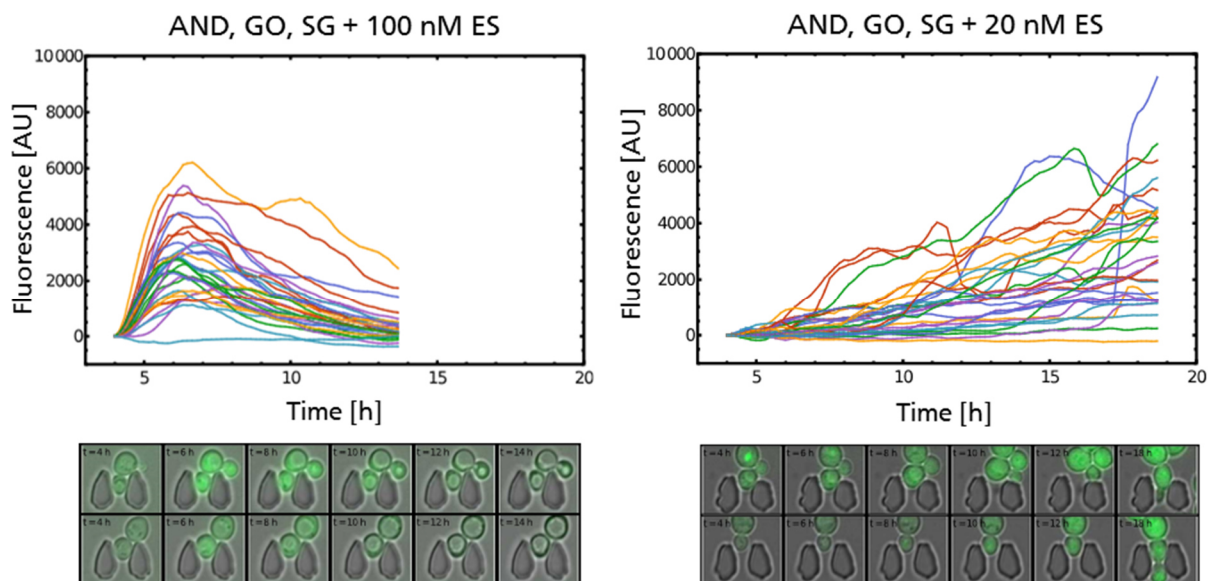 AND, GO, SG + 100 nM ES
AND, GO, SG + 20 nM ES
Fluorescence [AU]
10000
8000
6000
4000
2000
0
5
10
15
20
Time [h]
Fluorescence [AU]
10000
8000
6000
4000
2000
0
5
10
15
20
Time [h]
t = 4 h
t = 6 h
t = 8 h
t = 10 h
t = 12 h
t = 14 h
t = 4 h
t = 6 h
t = 8 h
t = 10 h
t = 12 h
t = 14 h
t = 4 h
t = 6 h
t = 8 h
t = 10 h
t = 12 h
t = 18 h
t = 4 h
t = 6 h
t = 8 h
t = 10 h
t = 12 h
t = 18 h